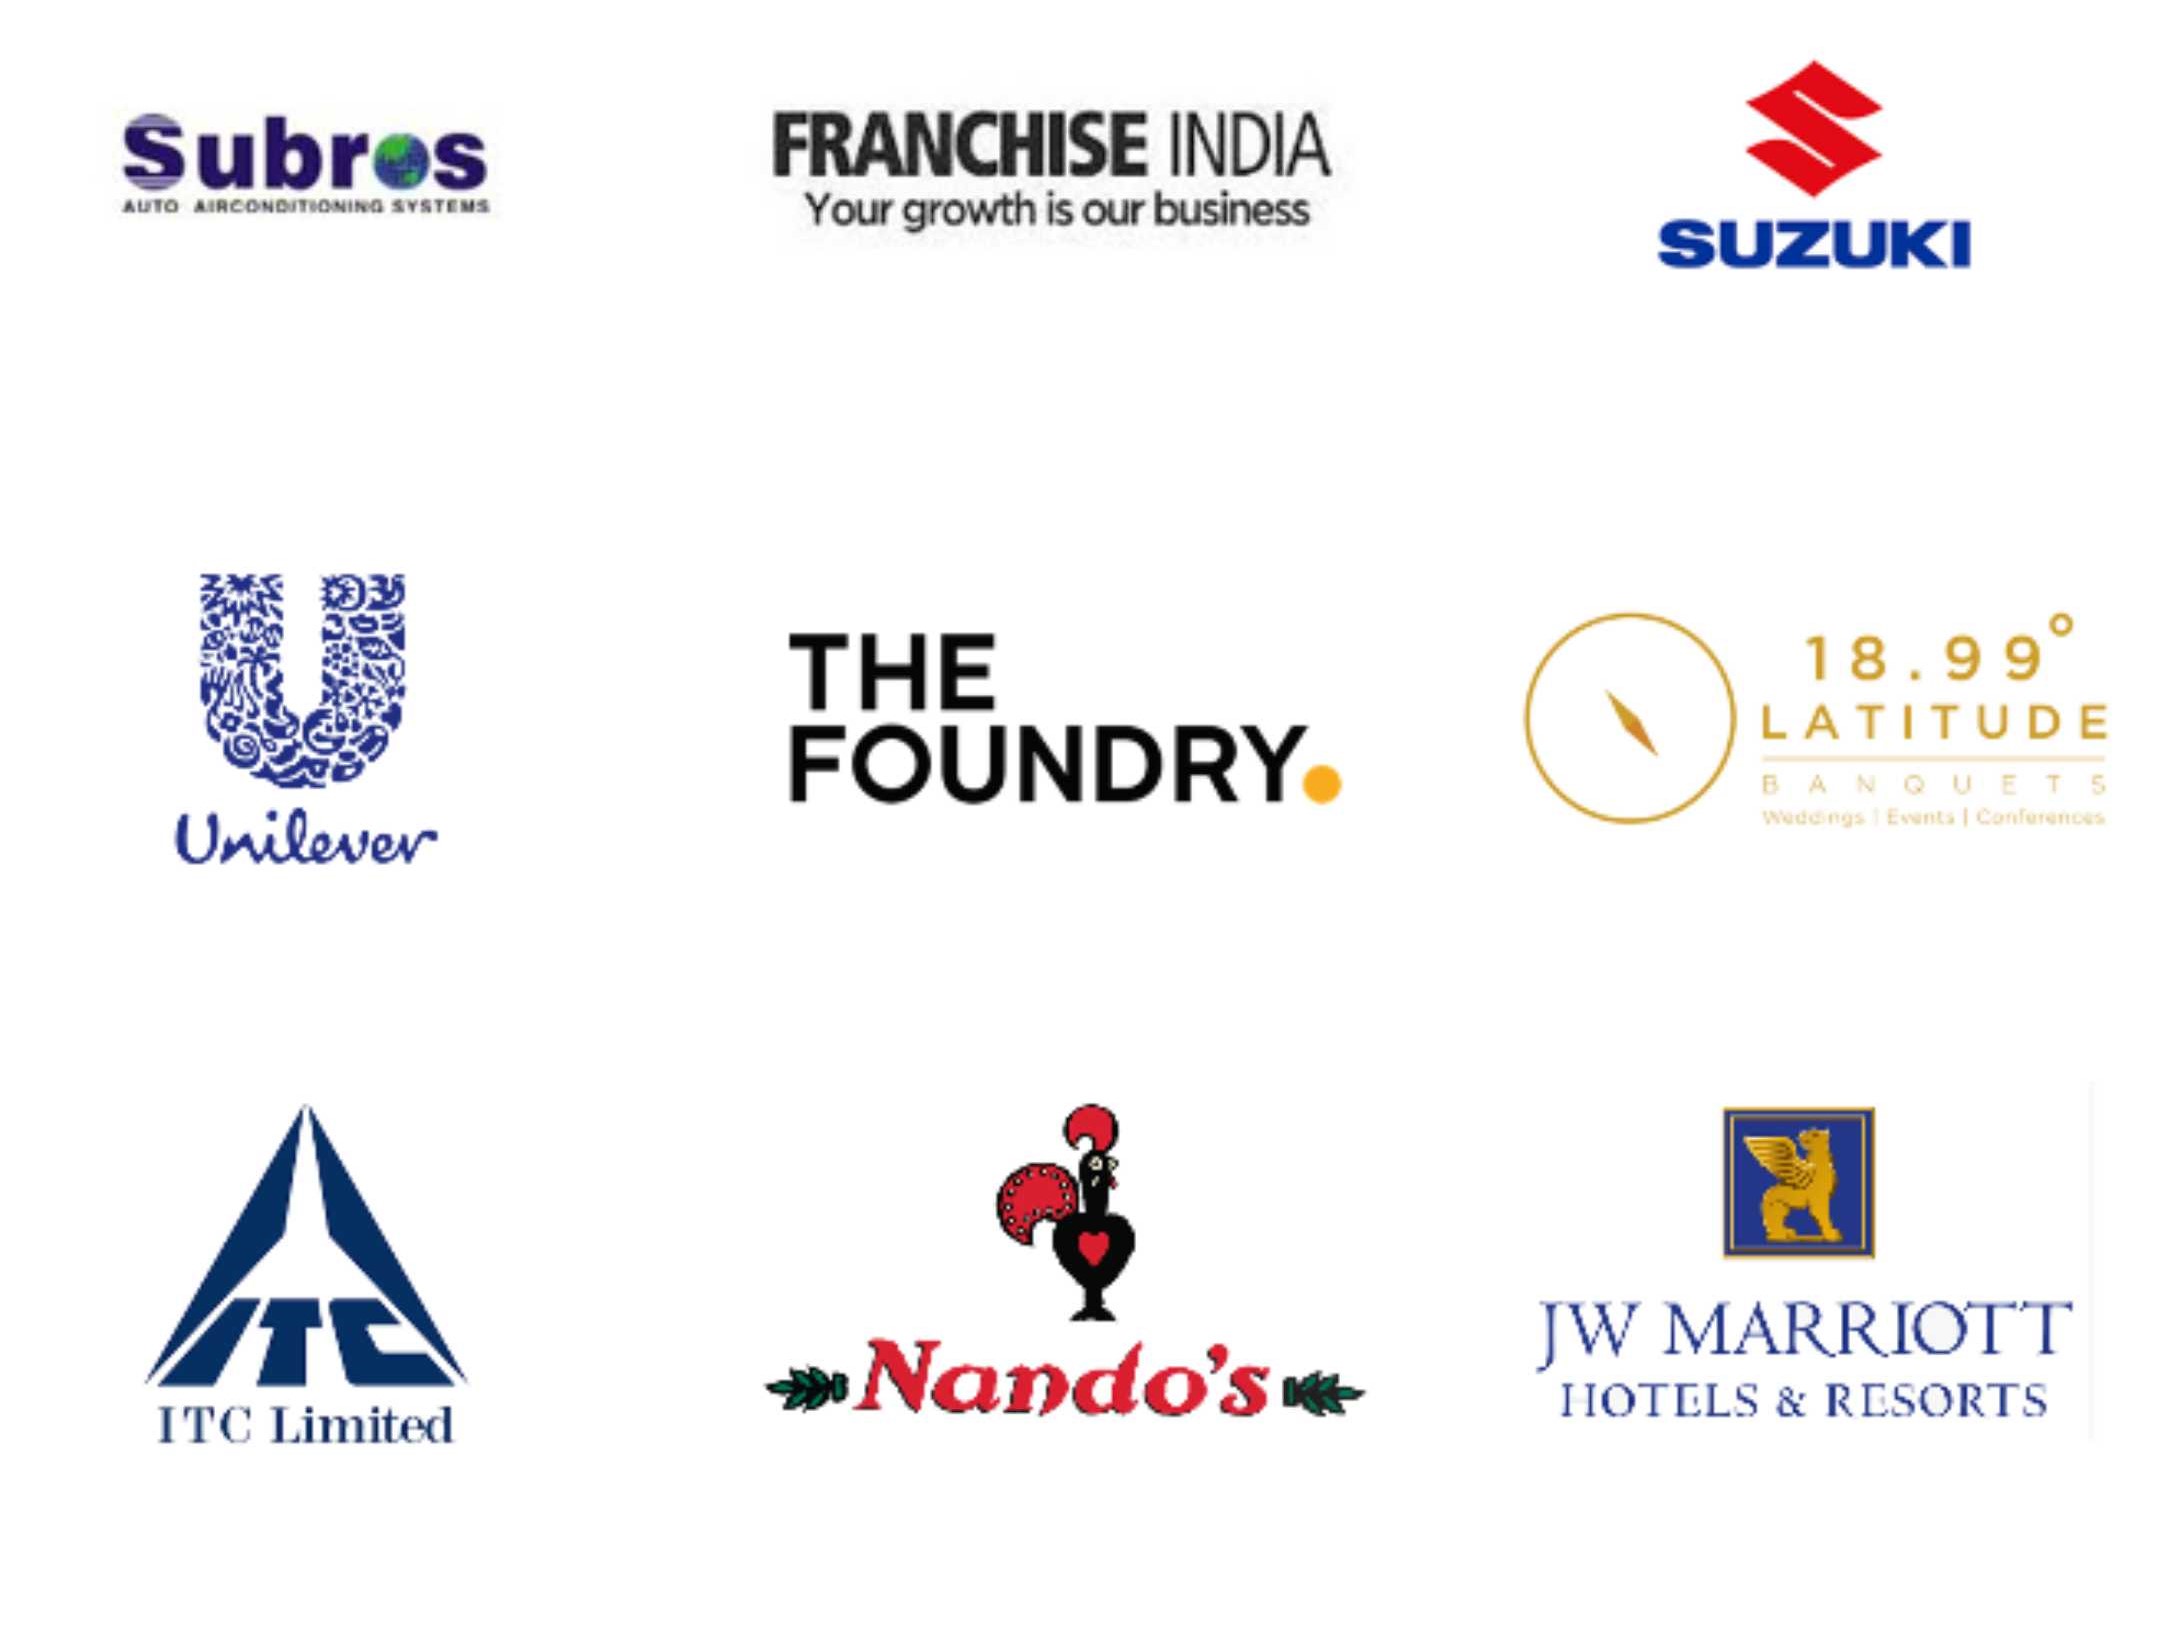 Subros
AUTO AIRCONDITIONING SYSTEMS
FRANCHISE INDIA
Your growth is our business
SUZUKI
Unilever
THE
FOUNDRY.
18.99°
LATITUDE
BANQUETS
Weddings | Events | Conferences
ITC
ITC Limited
Nando's
JW MARRIOTT
HOTELS & RESORTS